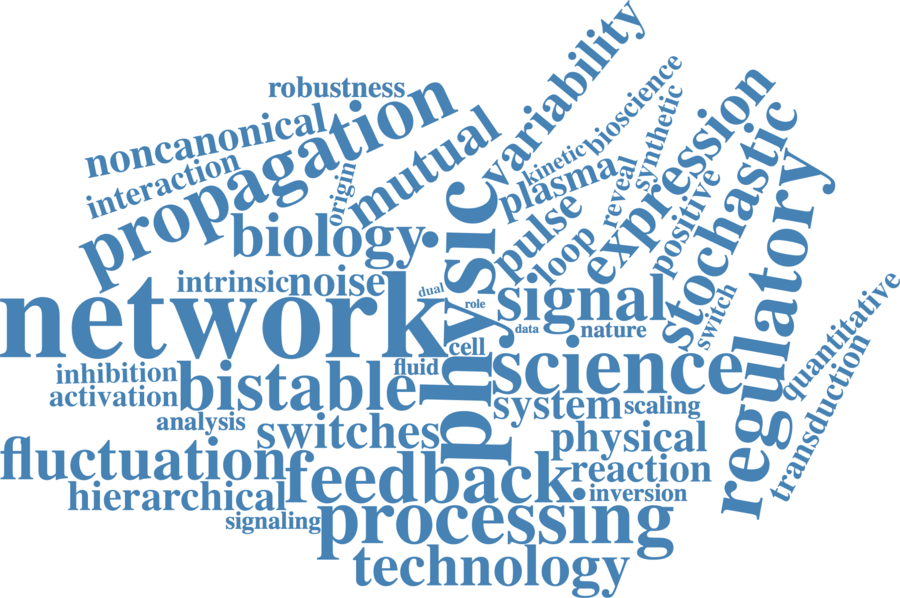 variability
bioscience
robustness
propagation
noncanonical
mutual
kinetic
synthetic
expression
stochastic
interaction
origin
plasma
reveal
positive
regulatory
biology
physic
pulse
loop
intrinsic
noise
dual
role
signal
switch
network
data
nature
quantitative
cell
science
transduction
inhibition
bistable
fluid
activation
system
scaling
analysis
switches
physical
fluctuation
feedback
reaction
hierarchical
inversion
signaling
processing
technology